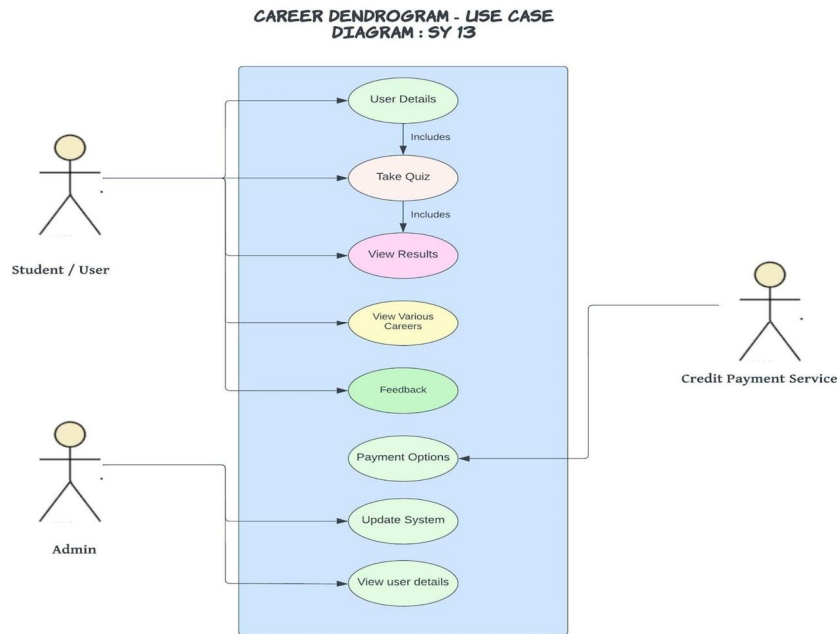 CAREER DENDROGRAM - USE CASE
DIAGRAM : SY 13
User Details
Includes
Take Quiz
Includes
View Results
Student / User
View Various
Careers
Feedback
Credit Payment Service
Payment Options
Update System
Admin
View user details